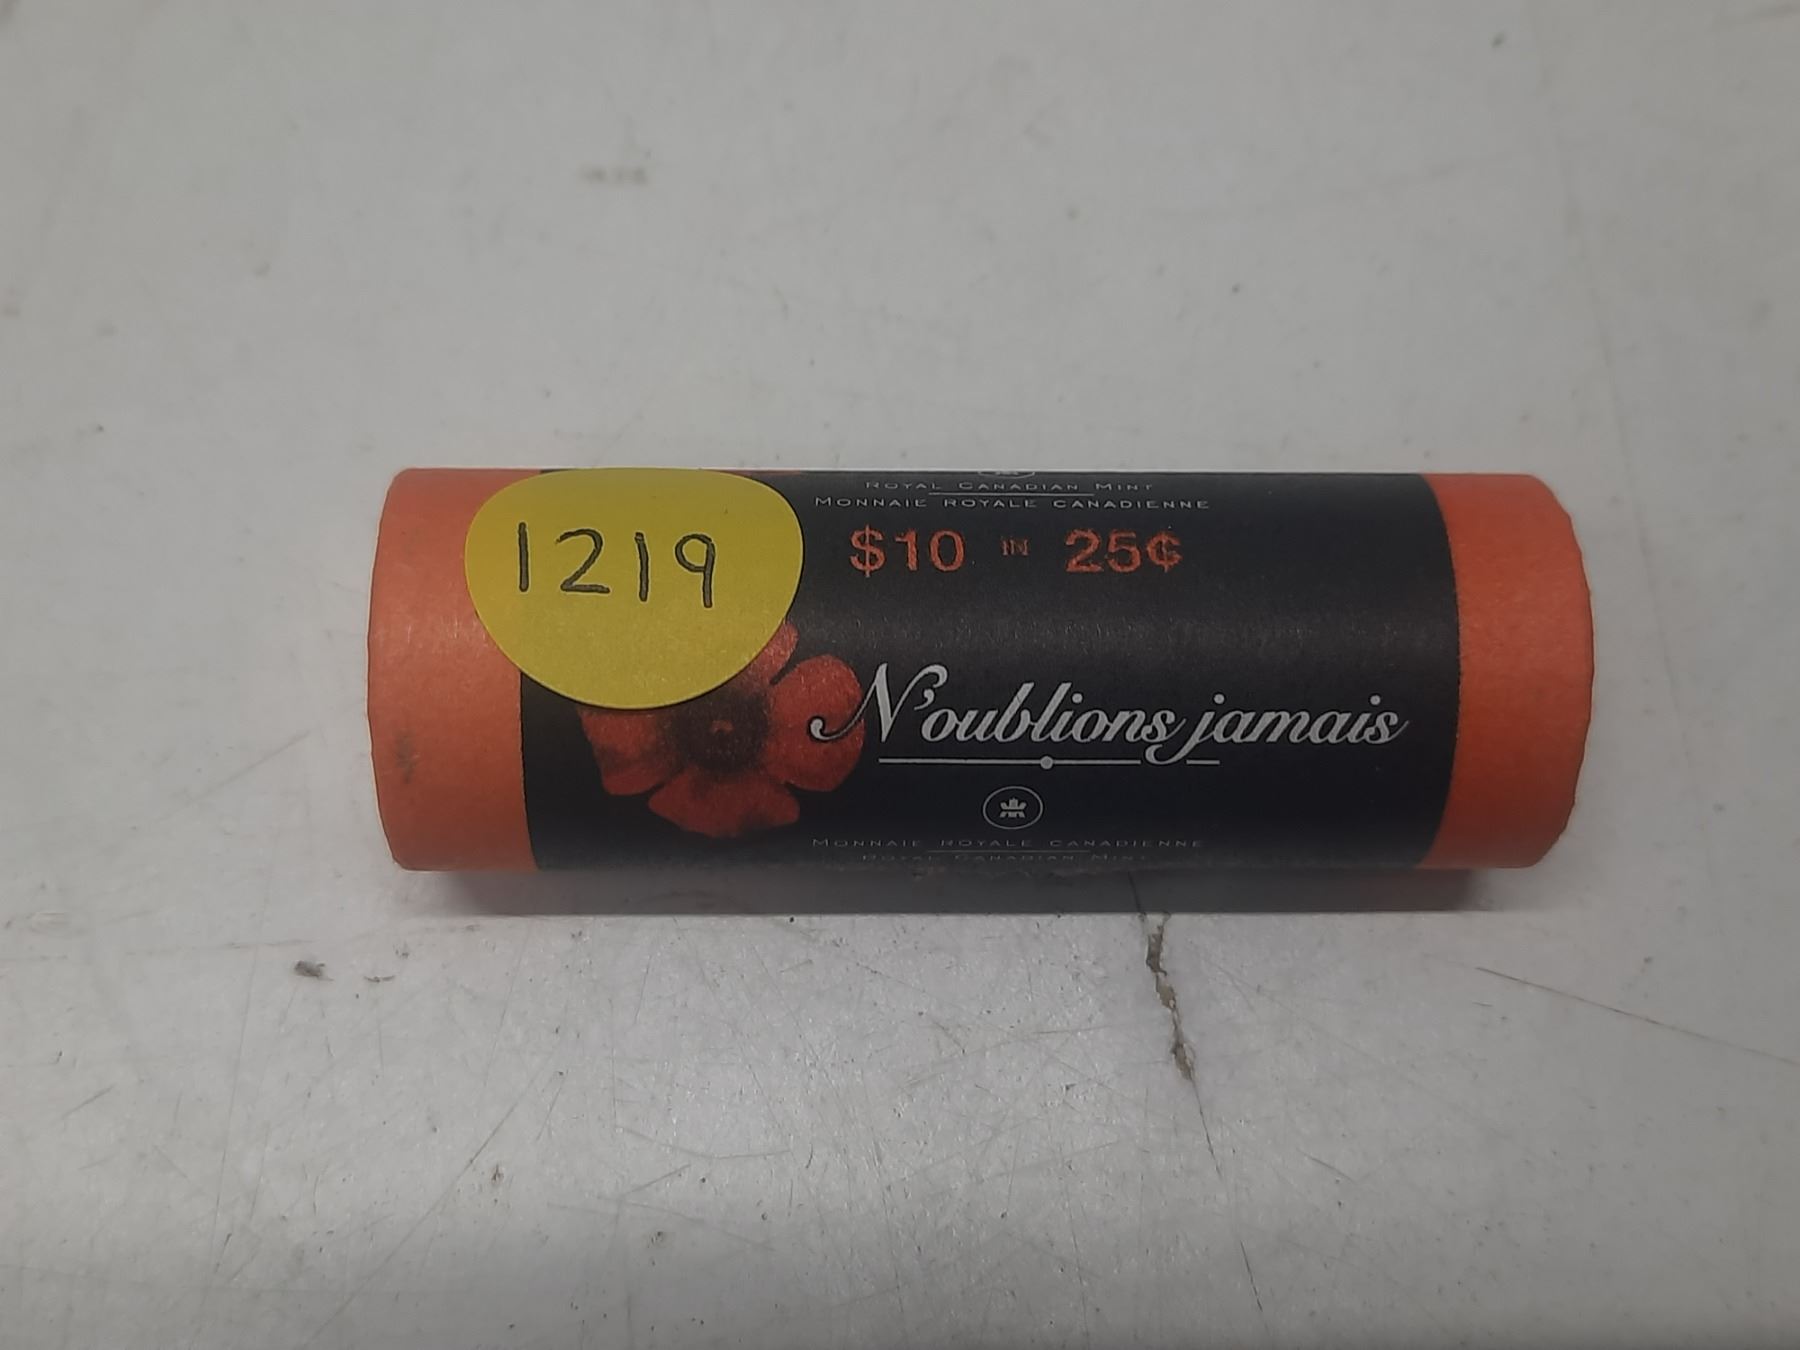 1219
ROYAL CANADIAN MINT
MONNAIE ROYALE CANADIENNE
$10 IN 25¢
N'oublions jamais
MONNAIE ROYALE CANADIENNE
ROYAL CANADIAN MINT